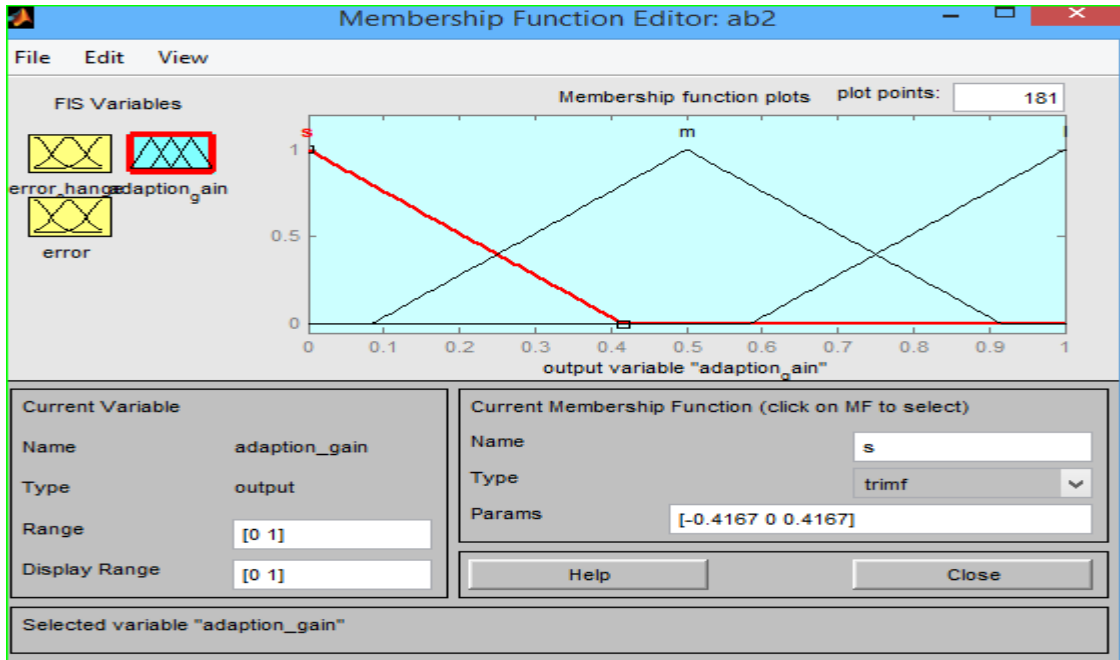 Membership Function Editor: ab2
File Edit View
FIS Variables
Membership function plots plot points: 181
error_hange
adaption_gain
error
s m l
1
0.5
0
0 0.1 0.2 0.3 0.4 0.5 0.6 0.7 0.8 0.9 1
output variable "adaption_gain"
Current Variable
Name adaption_gain
Type output
Range [0 1]
Display Range [0 1]
Current Membership Function (click on MF to select)
Name s
Type trimf
Params [-0.4167 0 0.4167]
Help Close
Selected variable "adaption_gain"